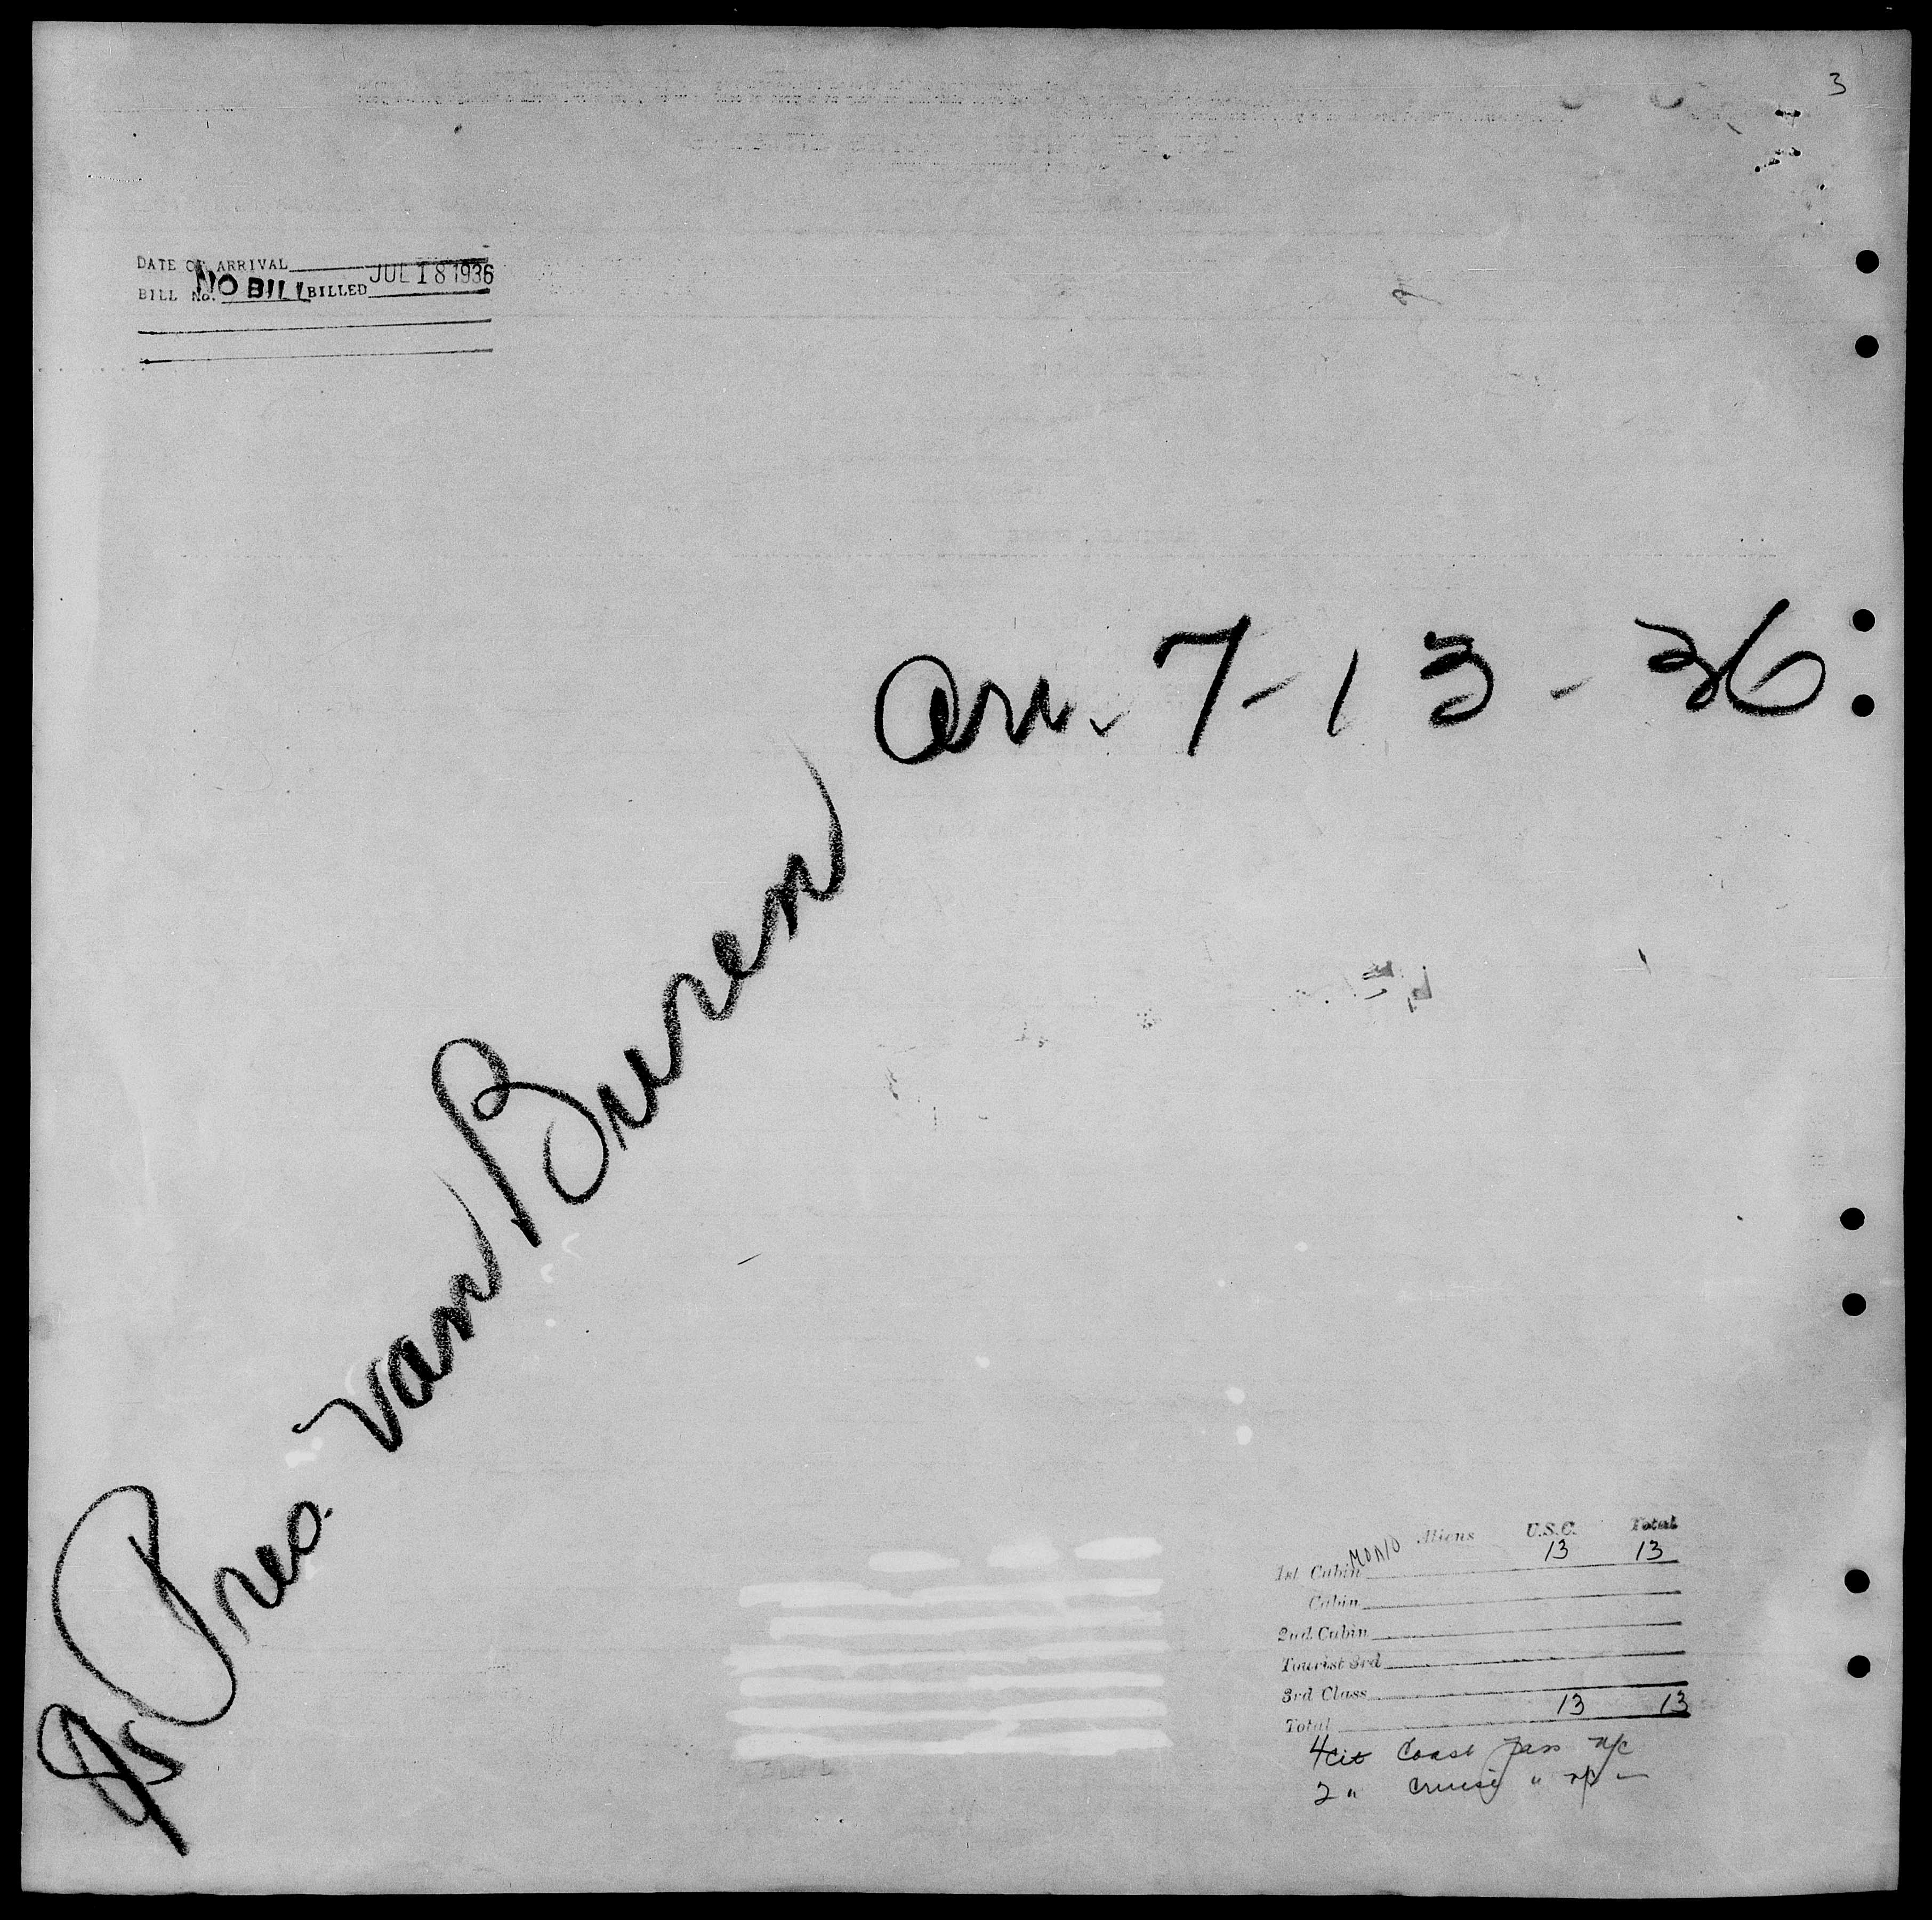 3
DATE OF ARRIVAL
BILL No. NO BILL BILLED JUL 18 1936
arr. 7-13-36
SS Pres. Van Buren
Aliens U.S.C. Total
1st Cabin 13 13
Cabin
2nd Cabin
Tourist 3rd
3rd Class
Total 13 13
4 cit Coast pass n/c
2 " cruise " n/c —